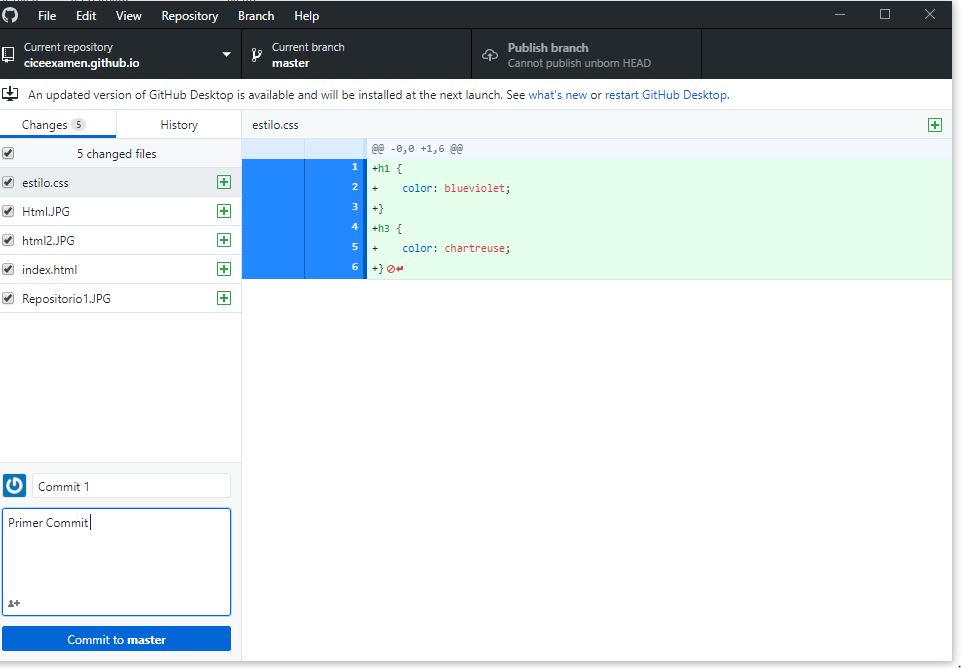 File Edit View Repository Branch Help
Current repository
ciceexamen.github.io
Current branch
master
Publish branch
Cannot publish unborn HEAD
An updated version of GitHub Desktop is available and will be installed at the next launch. See what's new or restart GitHub Desktop.
Changes 5 History
5 changed files
estilo.css
Html.JPG
html2.JPG
index.html
Repositorio1.JPG
Commit 1
Primer Commit
Commit to master
estilo.css
@@ -0,0 +1,6 @@
1 +h1 {
2 + color: blueviolet;
3 +}
4 +h3 {
5 + color: chartreuse;
6 +}